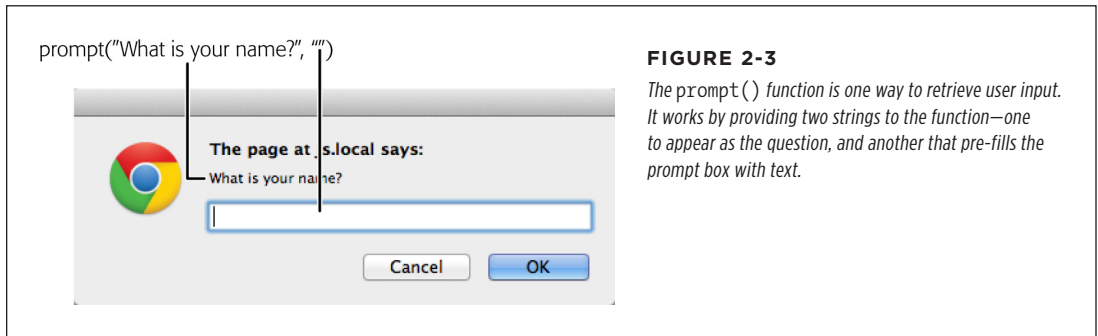 prompt("What is your name?", "")
The page at js.local says:
What is your name?
Cancel
OK
FIGURE 2-3
The prompt() function is one way to retrieve user input.
It works by providing two strings to the function—one
to appear as the question, and another that pre-fills the
prompt box with text.